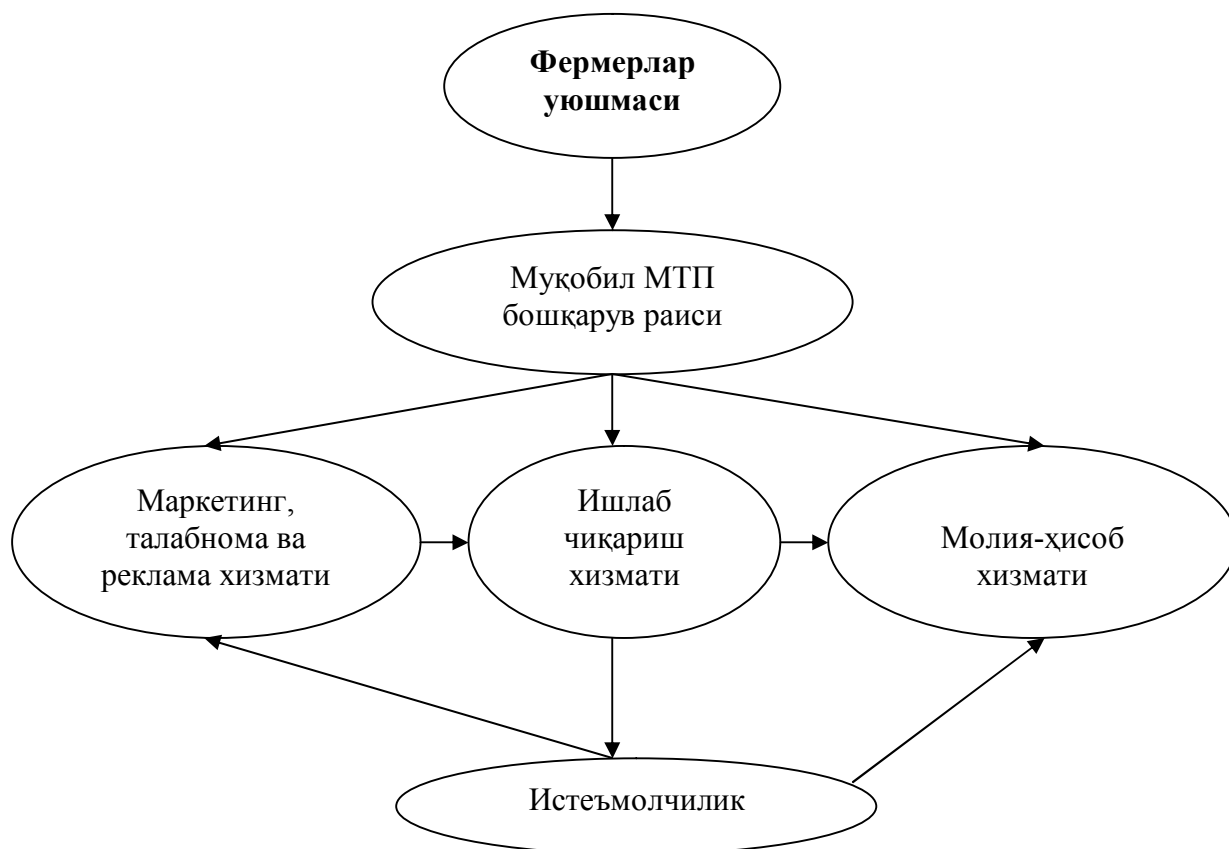 Фермерлар
уюшмаси
Муқобил МТП
бошқарув раиси
Маркетинг,
талабнома ва
реклама хизмати
Ишлаб
чиқариш
хизмати
Молия-ҳисоб
хизмати
Истеъмолчилик